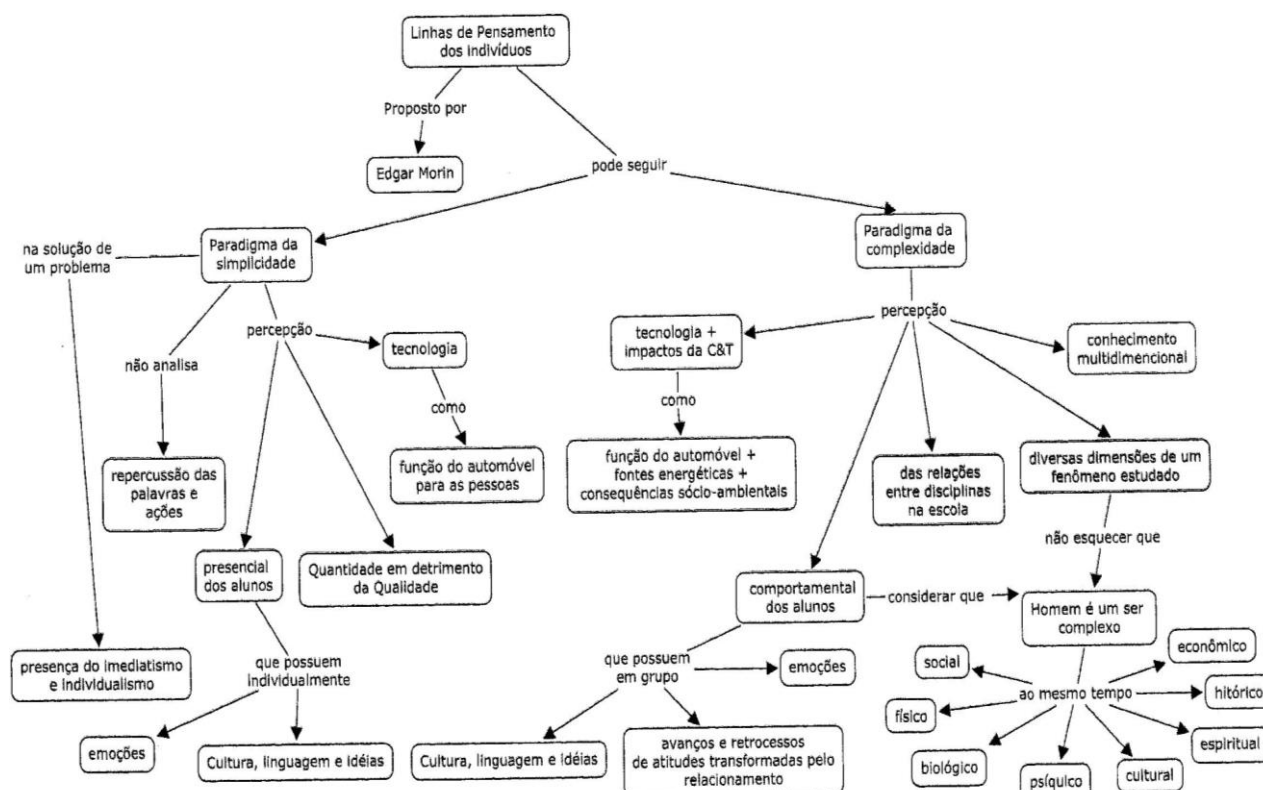 Linhas de Pensamento
dos Indivíduos
Proposto por
Edgar Morin
pode seguir
na solução de
um problema
Paradigma da
simplicidade
Paradigma da
complexidade
percepção
percepção
não analisa
tecnologia
tecnologia +
impactos da C&T
conhecimento
multidimencional
como
como
repercussão das
palavras e
ações
função do automóvel
para as pessoas
função do automóvel +
fontes energéticas +
consequências sócio-ambientais
das relações
entre disciplinas
na escola
diversas dimensões de um
fenômeno estudado
não esquecer que
presencial
dos alunos
Quantidade em detrimento
da Qualidade
comportamental
dos alunos
considerar que
Homem é um ser
complexo
presença do imediatismo
e individualismo
que possuem
individualmente
que possuem
em grupo
emoções
social
econômico
ao mesmo tempo
hitórico
físico
espiritual
emoções
Cultura, linguagem e idéias
Cultura, linguagem e idéias
avanços e retrocessos
de atitudes transformadas pelo
relacionamento
biológico
psíquico
cultural